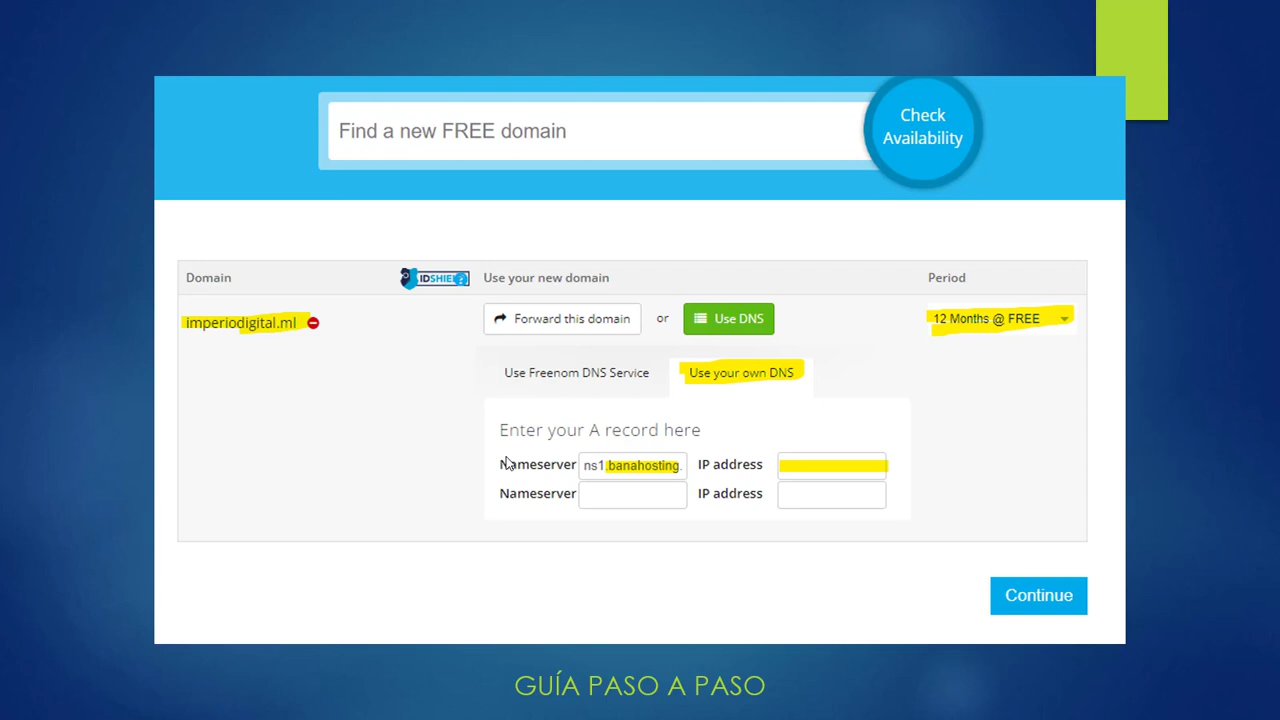 Find a new FREE domain
Check
Availability
Domain
IDSHIELD
Use your new domain
Period
imperiodigital.ml
Forward this domain
or
Use DNS
12 Months @ FREE
Use Freenom DNS Service
Use your own DNS
Enter your A record here
Nameserver
ns1.banahosting.
IP address
Nameserver
IP address
Continue
GUÍA PASO A PASO